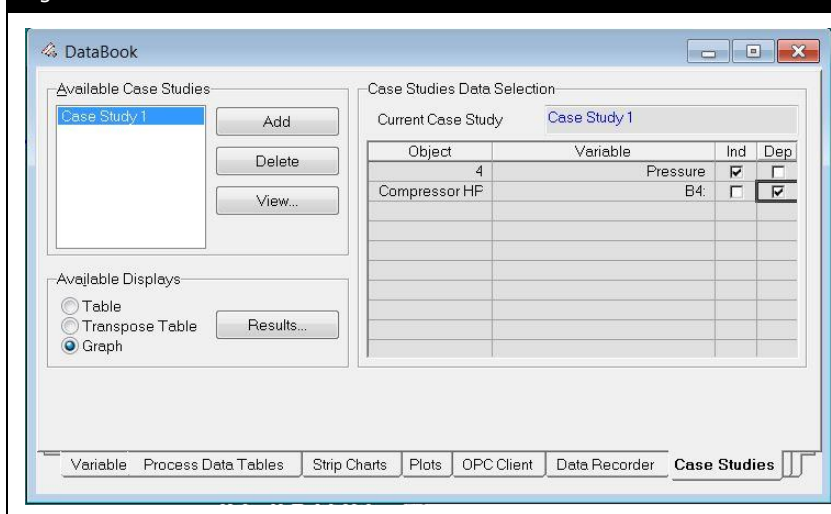 DataBook
Available Case Studies
Case Study 1
Add
Delete
View...
Available Displays
Table
Transpose Table
Graph
Results...
Case Studies Data Selection
Current Case Study Case Study 1
Object Variable Ind Dep
4 Pressure
Compressor HP B4:
Variable Process Data Tables Strip Charts Plots OPC Client Data Recorder Case Studies